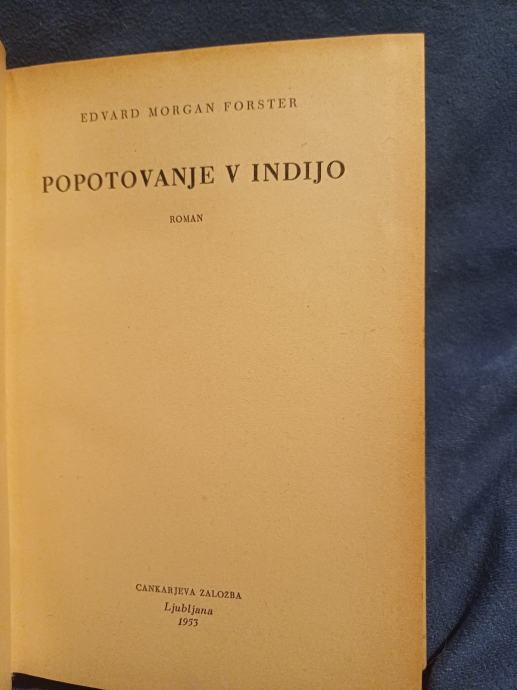 EDVARD MORGAN FORSTER
POPOTOVANJE V INDIJO
ROMAN
CANKARJEVA ZALOŽBA
Ljubljana
1953